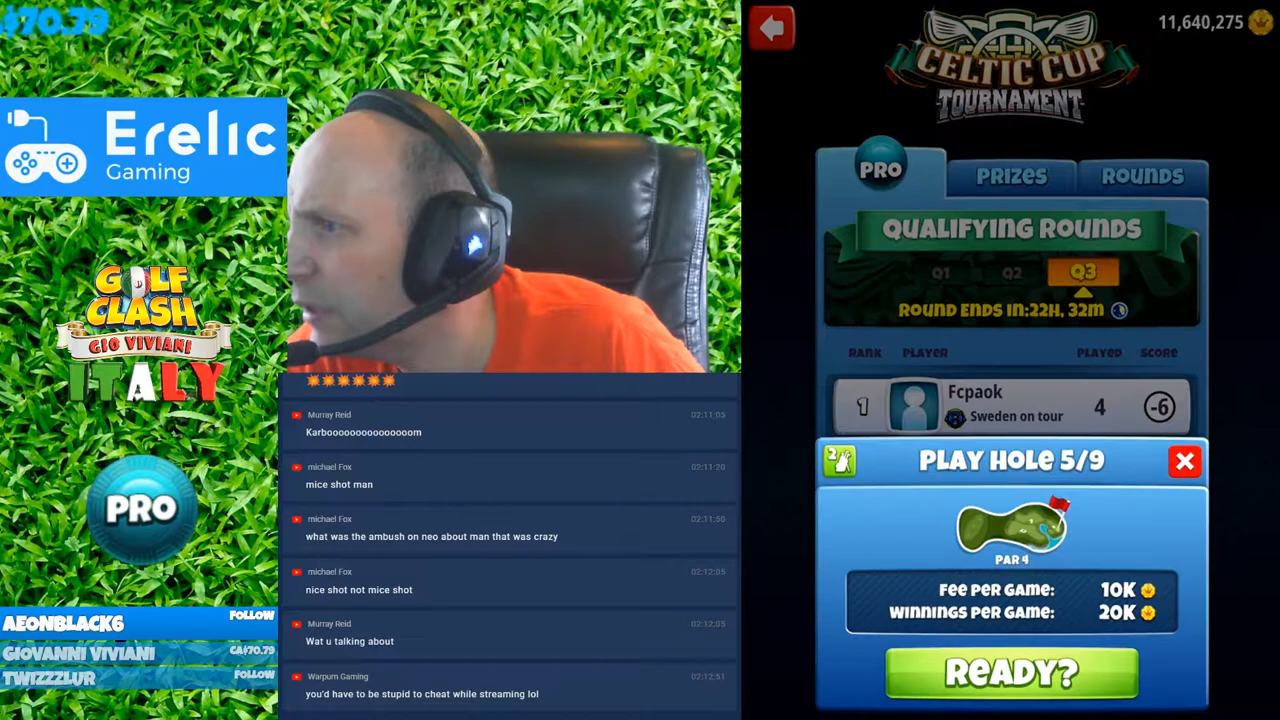 $70.79
Erelic
Gaming
GOLF
CLASH
GIO VIVIANI
ITALY
PRO
AEONBLACK6 FOLLOW
GIOVANNI VIVIANI CA$70.79
TWIZZZLUR FOLLOW
Murray Reid 02:11:05
Karboooooooooooooom
michael Fox 02:11:20
mice shot man
michael Fox 02:11:50
what was the ambush on neo about man that was crazy
michael Fox 02:12:05
nice shot not mice shot
Murray Reid 02:12:05
Wat u talking about
Warpum Gaming 02:12:51
you'd have to be stupid to cheat while streaming lol
11,640,275
CELTIC CUP
TOURNAMENT
PRO PRIZES ROUNDS
QUALIFYING ROUNDS
Q1 Q2 Q3
ROUND ENDS IN:22H, 32M
RANK PLAYER PLAYED SCORE
1 Fcpaok 4 -6
Sweden on tour
2 PLAY HOLE 5/9
PAR 4
FEE PER GAME: 10K
WINNINGS PER GAME: 20K
READY?